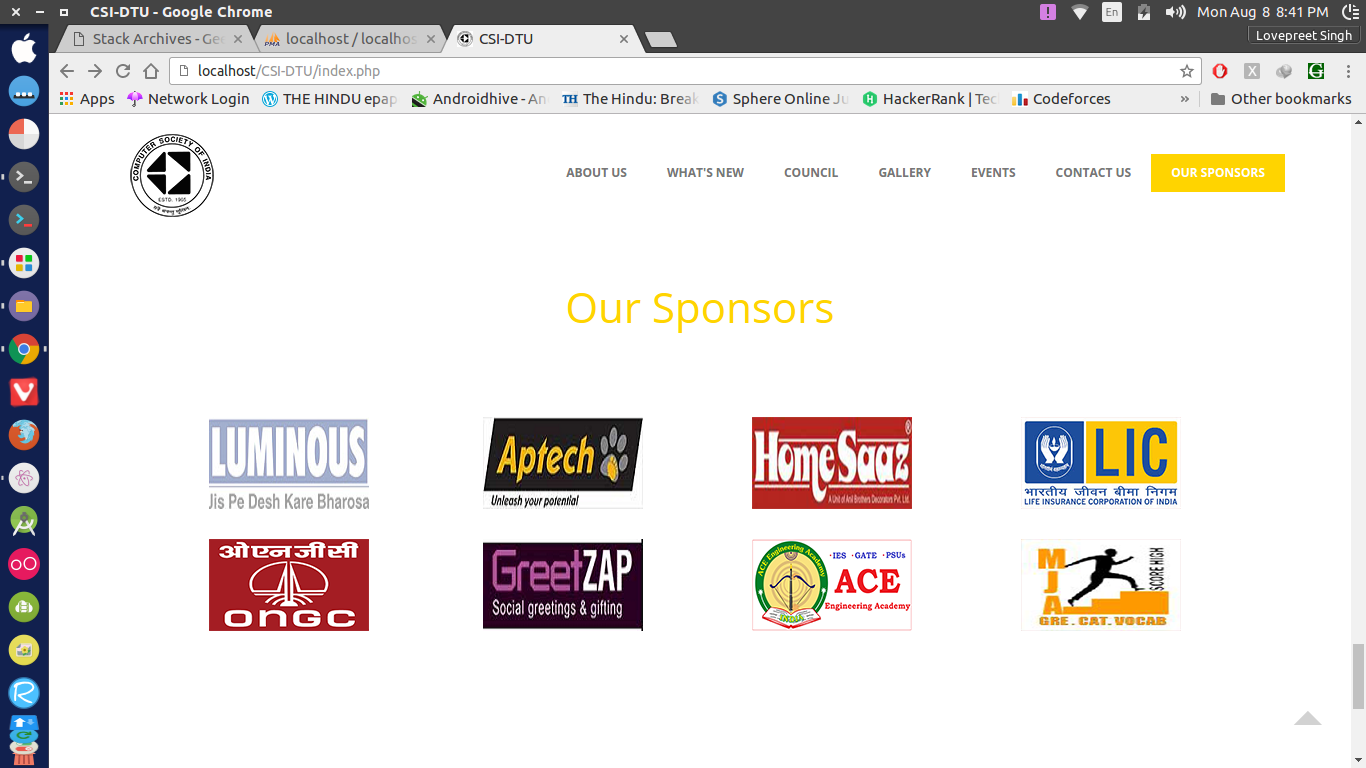 CSI-DTU - Google Chrome
En
Mon Aug 8 8:41 PM
Lovepreet Singh
Stack Archives - Gee
PMA localhost / localhos
CSI-DTU
localhost/CSI-DTU/index.php
Apps
Network Login
THE HINDU epap
Androidhive - An
TH The Hindu: Break
Sphere Online Ju
HackerRank | Tec
Codeforces
»
Other bookmarks
COMPUTER SOCIETY OF INDIA
ESTD. 1965
ABOUT US
WHAT'S NEW
COUNCIL
GALLERY
EVENTS
CONTACT US
OUR SPONSORS
Our Sponsors
LUMINOUS
Jis Pe Desh Kare Bharosa
Aptech
Unleash your potential
HomeSaaz®
A Unit of Anil Brothers Decorators Pvt. Ltd.
LIC
भारतीय जीवन बीमा निगम
LIFE INSURANCE CORPORATION OF INDIA
ओएनजीसी
ONGC
GreetZAP
Social greetings & gifting
ACE Engineering Academy
INDIA
·IES ·GATE ·PSUs
ACE
Engineering Academy
MJA
SCORE HIGH
GRE. CAT. VOCAB